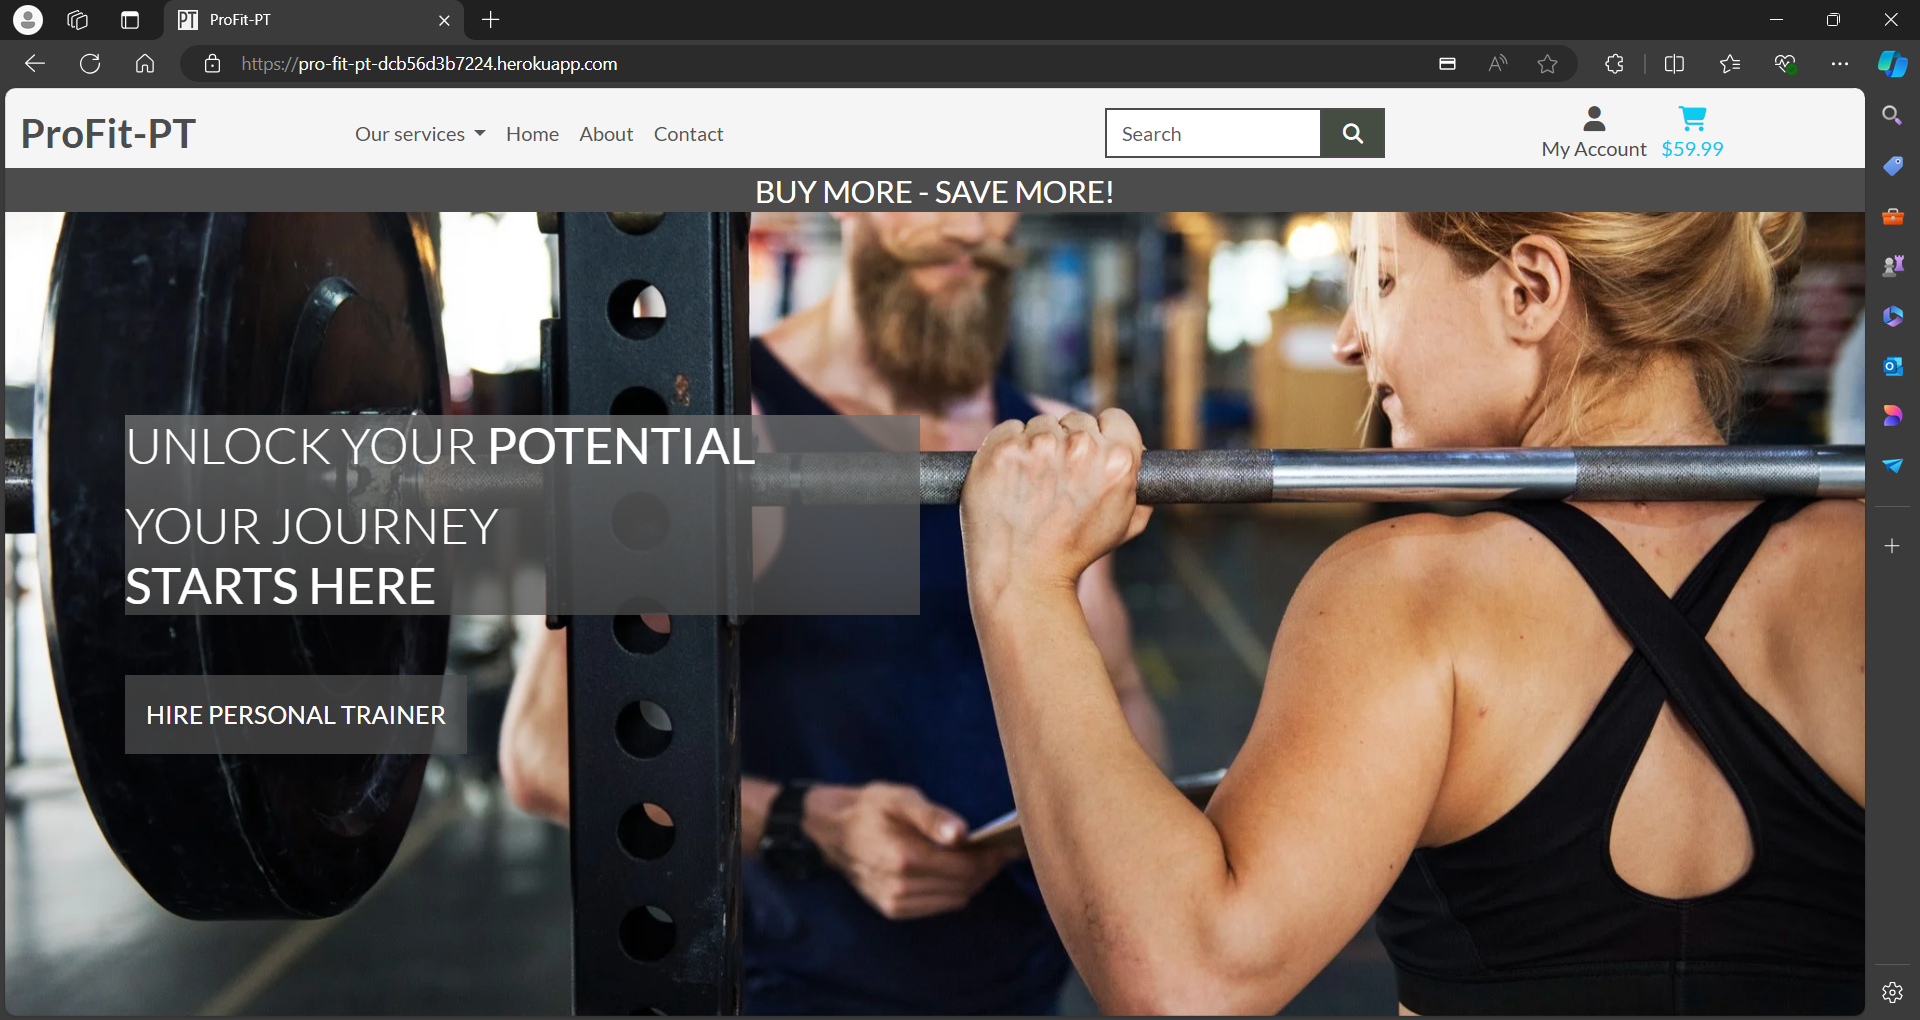 PT ProFit-PT
https://pro-fit-pt-dcb56d3b7224.herokuapp.com
ProFit-PT
Our services Home About Contact
Search
My Account $59.99
BUY MORE - SAVE MORE!
UNLOCK YOUR POTENTIAL
YOUR JOURNEY
STARTS HERE
HIRE PERSONAL TRAINER